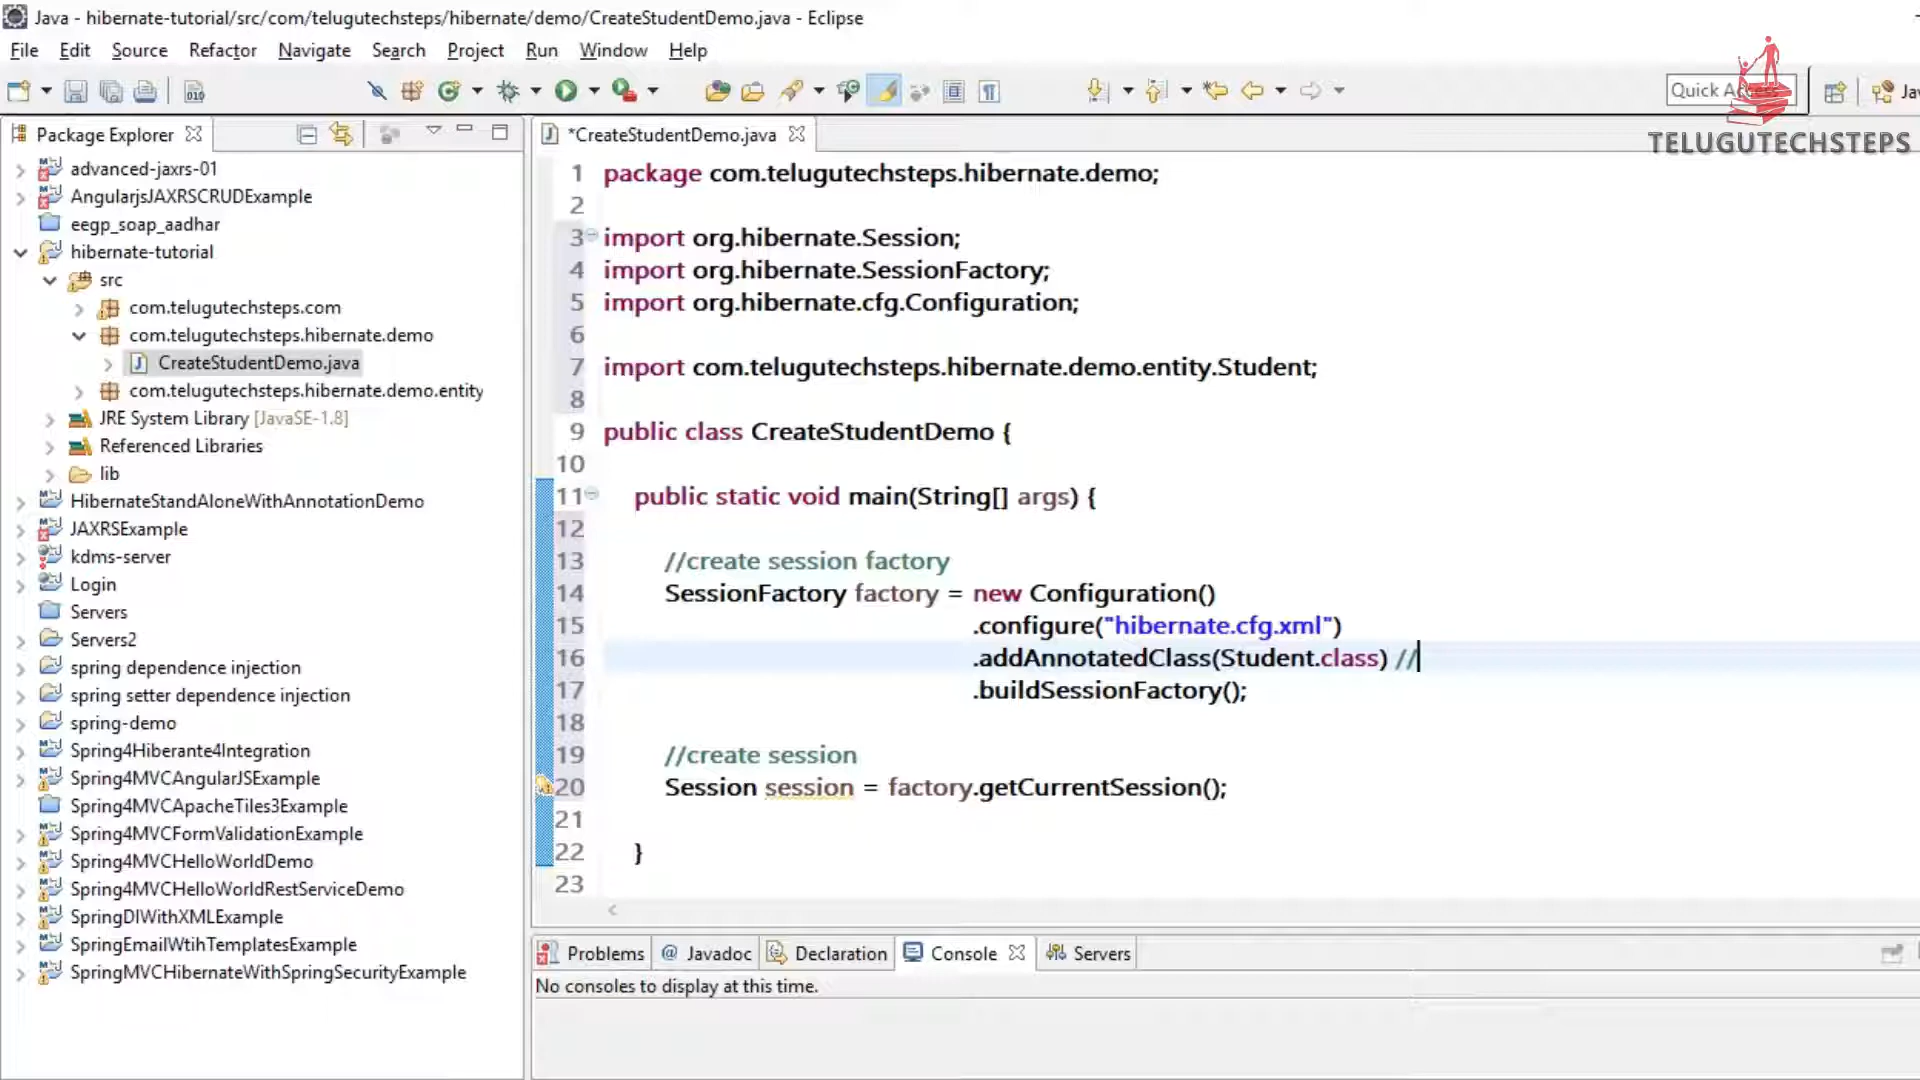 Java - hibernate-tutorial/src/com/telugutechsteps/hibernate/demo/CreateStudentDemo.java - Eclipse
File Edit Source Refactor Navigate Search Project Run Window Help
Quick Access
TELUGUTECHSTEPS
Package Explorer
advanced-jaxrs-01
AngularjsJAXRSCRUDExample
eegp_soap_aadhar
hibernate-tutorial
src
com.telugutechsteps.com
com.telugutechsteps.hibernate.demo
CreateStudentDemo.java
com.telugutechsteps.hibernate.demo.entity
JRE System Library [JavaSE-1.8]
Referenced Libraries
lib
HibernateStandAloneWithAnnotationDemo
JAXRSExample
kdms-server
Login
Servers
Servers2
spring dependence injection
spring setter dependence injection
spring-demo
Spring4Hiberante4Integration
Spring4MVCAngularJSExample
Spring4MVCApacheTiles3Example
Spring4MVCFormValidationExample
Spring4MVCHelloWorldDemo
Spring4MVCHelloWorldRestServiceDemo
SpringDIWithXMLExample
SpringEmailWtihTemplatesExample
SpringMVCHibernateWithSpringSecurityExample
*CreateStudentDemo.java
1 package com.telugutechsteps.hibernate.demo;
2
3 import org.hibernate.Session;
4 import org.hibernate.SessionFactory;
5 import org.hibernate.cfg.Configuration;
6
7 import com.telugutechsteps.hibernate.demo.entity.Student;
8
9 public class CreateStudentDemo {
10
11 public static void main(String[] args) {
12
13 //create session factory
14 SessionFactory factory = new Configuration()
15 .configure("hibernate.cfg.xml")
16 .addAnnotatedClass(Student.class) //
17 .buildSessionFactory();
18
19 //create session
20 Session session = factory.getCurrentSession();
21
22 }
23
Problems @ Javadoc Declaration Console Servers
No consoles to display at this time.